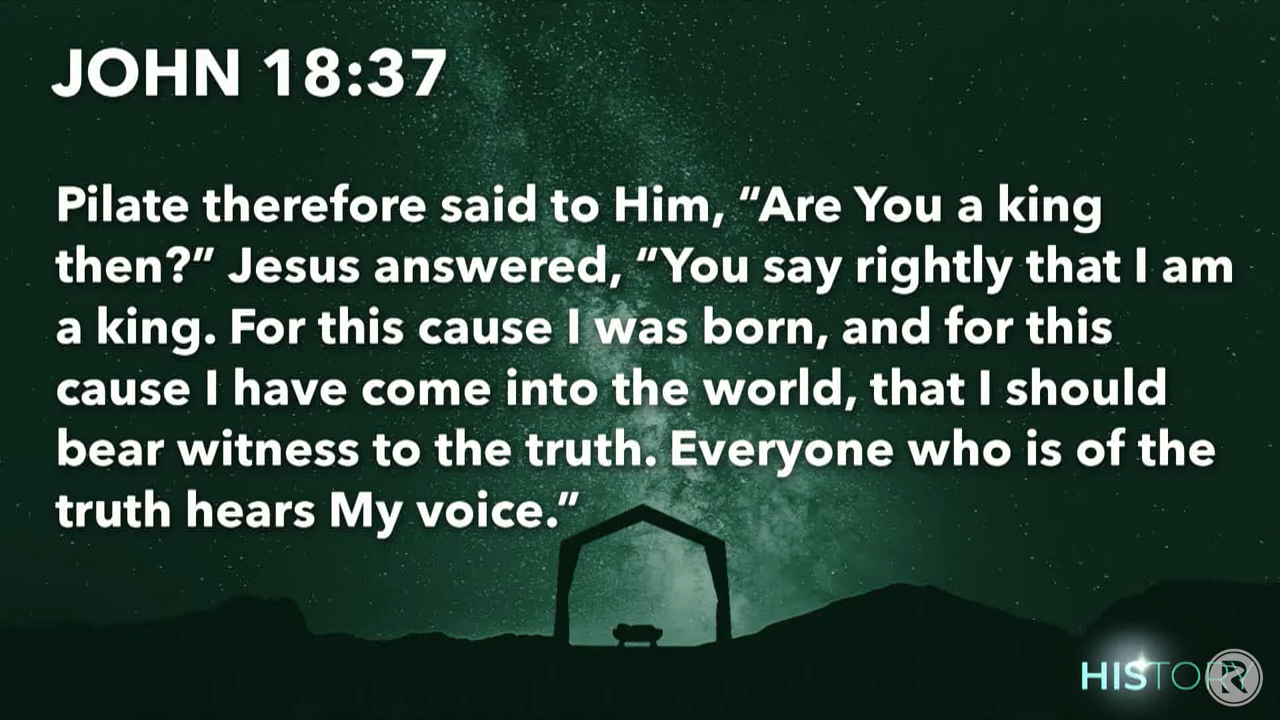 JOHN 18:37
Pilate therefore said to Him, “Are You a king
then?” Jesus answered, “You say rightly that I am
a king. For this cause I was born, and for this
cause I have come into the world, that I should
bear witness to the truth. Everyone who is of the
truth hears My voice.”
HISTORY
R